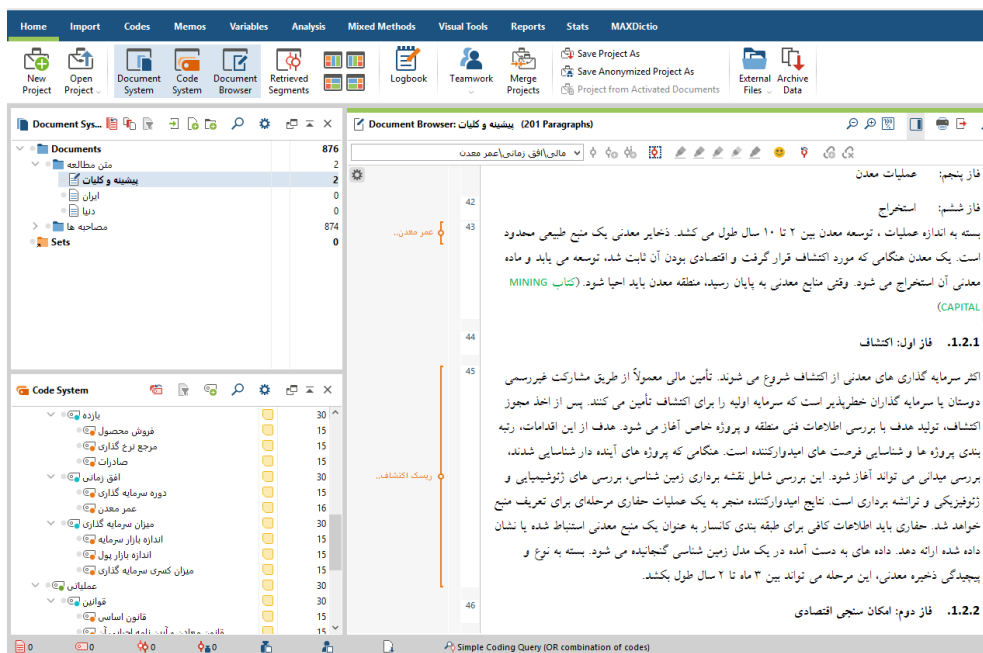 Home Import Codes Memos Variables Analysis Mixed Methods Visual Tools Reports Stats MAXDictio
New Project
Open Project
Document System
Code System
Document Browser
Retrieved Segments
Logbook
Teamwork
Merge Projects
Save Project As
Save Anonymized Project As
Project from Activated Documents
External Files
Archive Data
Document Sys...
Documents 876
متن مطالعه 2
پیشینه و کلیات 2
ایران 0
دنیا 0
مصاحبه ها 874
Sets 0
Code System
بازده 30
فروش محصول 15
مرجع نرخ گذاری 15
صادرات 15
افق زمانی 30
دوره سرمایه گذاری 15
عمر معدن 16
میزان سرمایه گذاری 30
اندازه بازار سرمایه 15
اندازه بازار پول 15
میزان کسری سرمایه گذاری 15
عملیاتی 30
قوانین 30
قانون اساسی 15
قانون معادن و آیین نامه اجرایی آن 15
Document Browser: پیشینه و کلیات (201 Paragraphs)
مالی\افق زمانی\عمر معدن
فاز پنجم: عملیات معدن
42
فاز ششم: استخراج
43
عمر معدن..
بسته به اندازه عملیات ، توسعه معدن بین ۲ تا ۱۰ سال طول می کشد. ذخایر معدنی یک منبع طبیعی محدود
است. یک معدن هنگامی که مورد اکتشاف قرار گرفت و اقتصادی بودن آن ثابت شد، توسعه می یابد و ماده
معدنی آن استخراج می شود. وقتی منابع معدنی به پایان رسید، منطقه معدن باید احیا شود. (کتاب MINING
CAPITAL)
44
1.2.1. فاز اول: اکتشاف
45
ریسک اکتشاف..
اکثر سرمایه گذاری های معدنی از اکتشاف شروع می شوند. تأمین مالی معمولاً از طریق مشارکت غیررسمی
دوستان یا سرمایه گذاران خطرپذیر است که سرمایه اولیه را برای اکتشاف تأمین می کنند. پس از اخذ مجوز
اکتشاف، تولید هدف با بررسی اطلاعات فنی منطقه و پروژه خاص آغاز می شود. هدف از این اقدامات، رتبه
بندی پروژه ها و شناسایی فرصت های امیدوارکننده است. هنگامی که پروژه های آینده دار شناسایی شدند،
بررسی میدانی می تواند آغاز شود. این بررسی شامل نقشه برداری زمین شناسی، بررسی های ژئوشیمیایی و
ژئوفیزیکی و ترانشه برداری است. نتایج امیدوارکننده منجر به یک عملیات حفاری مرحله‌ای برای تعریف منبع
خواهد شد. حفاری باید اطلاعات کافی برای طبقه بندی کانسار به عنوان یک منبع معدنی استنباط شده یا نشان
داده شده ارائه دهد. داده های به دست آمده در یک مدل زمین شناسی گنجانیده می شود. بسته به نوع و
پیچیدگی ذخیره معدنی، این مرحله می تواند بین ۳ ماه تا ۲ سال طول بکشد.
46
1.2.2. فاز دوم: امکان سنجی اقتصادی
0 0 0 0
Simple Coding Query (OR combination of codes)